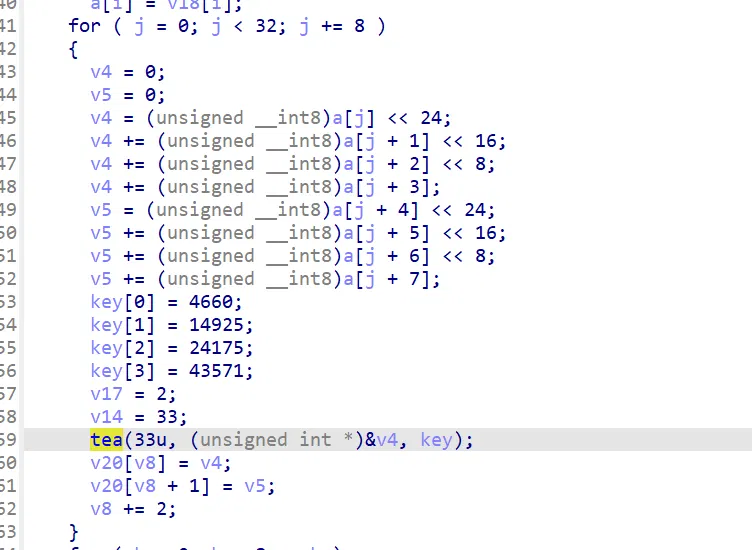 40 a[i] = v18[i];
41 for ( j = 0; j < 32; j += 8 )
42 {
43 v4 = 0;
44 v5 = 0;
45 v4 = (unsigned __int8)a[j] << 24;
46 v4 += (unsigned __int8)a[j + 1] << 16;
47 v4 += (unsigned __int8)a[j + 2] << 8;
48 v4 += (unsigned __int8)a[j + 3];
49 v5 = (unsigned __int8)a[j + 4] << 24;
50 v5 += (unsigned __int8)a[j + 5] << 16;
51 v5 += (unsigned __int8)a[j + 6] << 8;
52 v5 += (unsigned __int8)a[j + 7];
53 key[0] = 4660;
54 key[1] = 14925;
55 key[2] = 24175;
56 key[3] = 43571;
57 v17 = 2;
58 v14 = 33;
59 tea(33u, (unsigned int *)&v4, key);
60 v20[v8] = v4;
61 v20[v8 + 1] = v5;
62 v8 += 2;
63 }